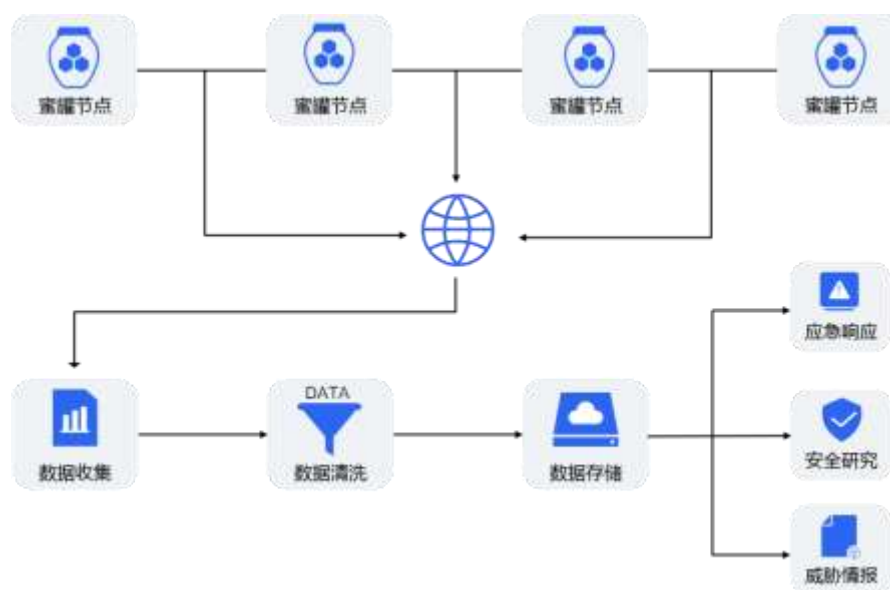 蜜罐节点
蜜罐节点
蜜罐节点
蜜罐节点
应急响应
DATA
数据收集
数据清洗
数据存储
安全研究
威胁情报